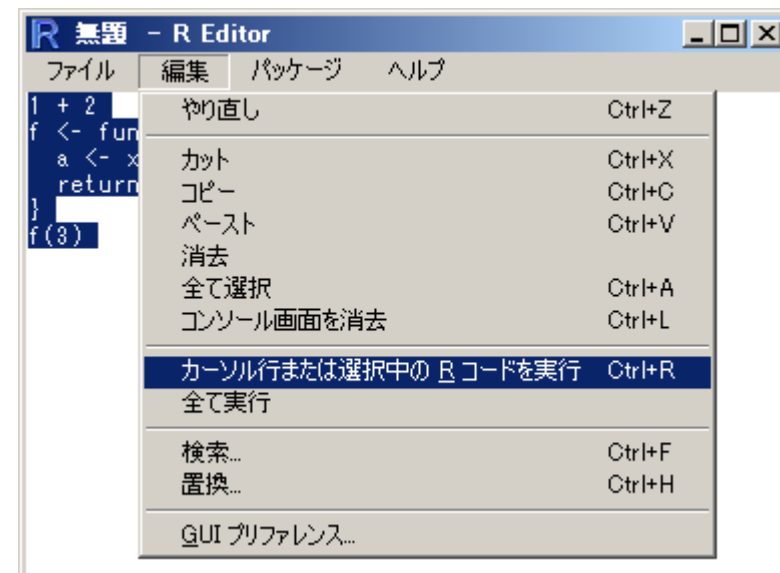 R 無題 - R Editor
ファイル 編集 パッケージ ヘルプ
1 + 2
f <- fun
a <- x
return
}
f(3)
やり直し Ctrl+Z
カット Ctrl+X
コピー Ctrl+C
ペースト Ctrl+V
消去
全て選択 Ctrl+A
コンソール画面を消去 Ctrl+L
カーソル行または選択中の R コードを実行 Ctrl+R
全て実行
検索... Ctrl+F
置換... Ctrl+H
GUI プリファレンス...